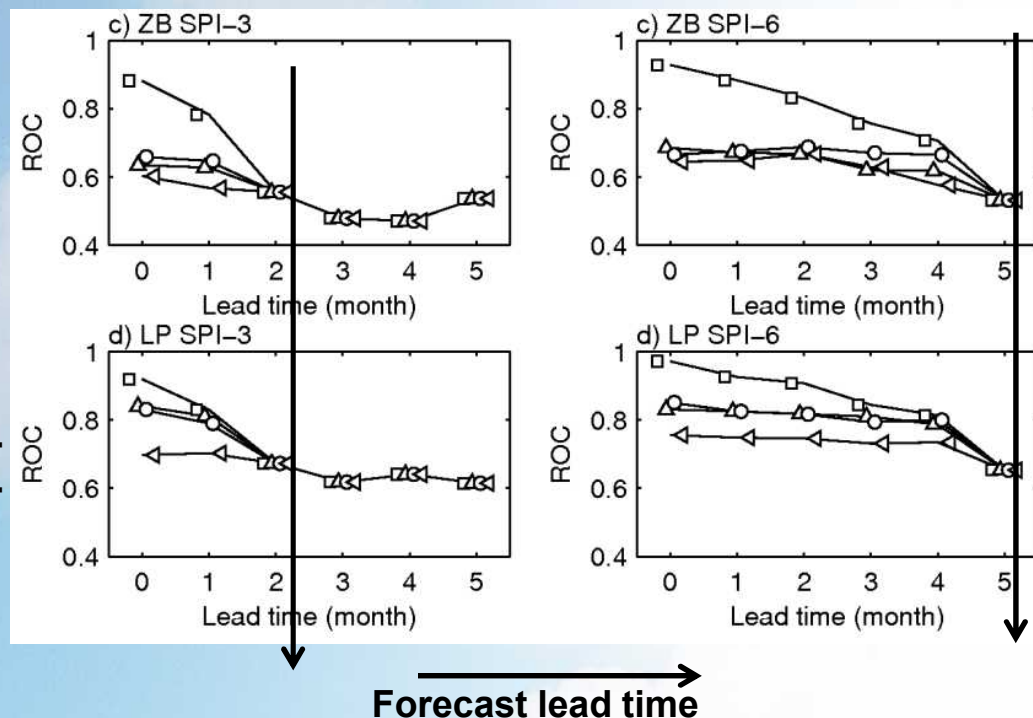 c) ZB SPI-3
1
0.8
0.6
0.4
ROC
0 1 2 3 4 5
Lead time (month)
c) ZB SPI-6
1
0.8
0.6
0.4
ROC
0 1 2 3 4 5
Lead time (month)
d) LP SPI-3
1
0.8
0.6
0.4
ROC
0 1 2 3 4 5
Lead time (month)
d) LP SPI-6
1
0.8
0.6
0.4
ROC
0 1 2 3 4 5
Lead time (month)
Forecast lead time